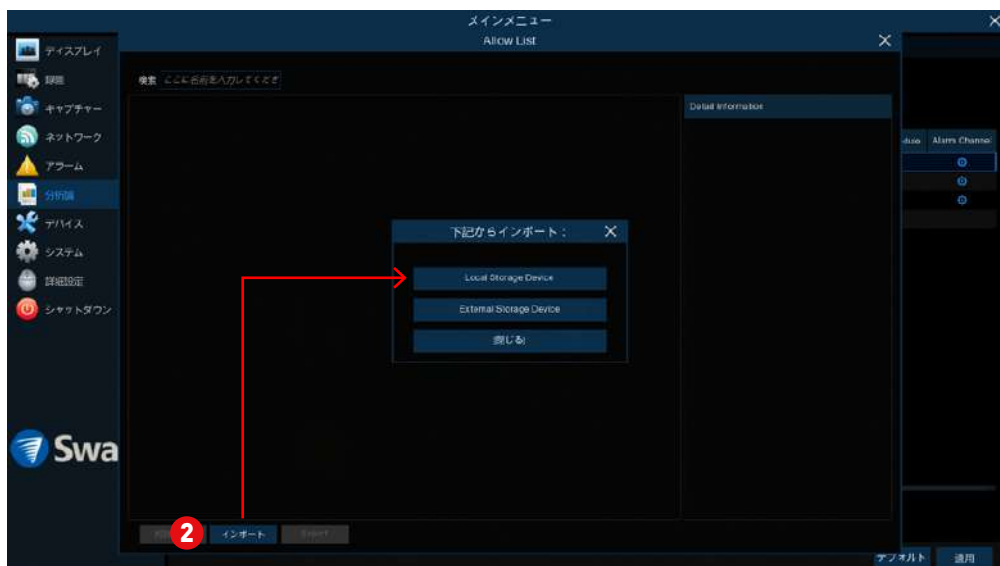 メインメニュー
Allow List
ディスプレイ
録画
キャプチャー
ネットワーク
アラーム
分析論
デバイス
システム
詳細設定
シャットダウン
Swa
検索 ここに名前を入力してくださ
Detail Information
Alarm Channel
下記からインポート：
Local Storage Device
External Storage Device
閉じる
2
インポート
Export
デフォルト
適用